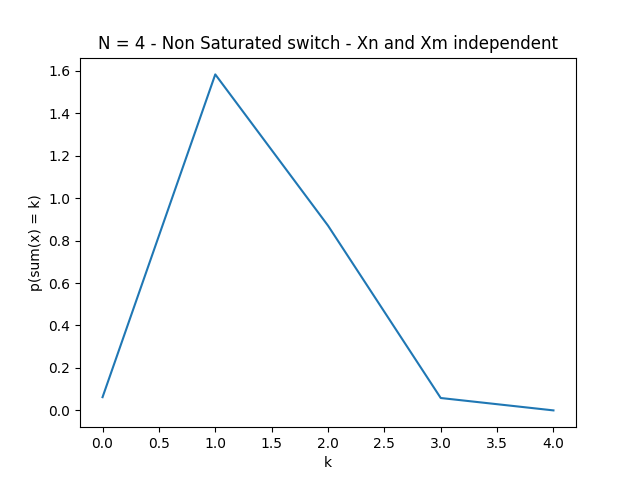 N = 4 - Non Saturated switch - Xn and Xm independent
1.6
1.4
1.2
1.0
0.8
0.6
0.4
0.2
0.0
p(sum(x) = k)
0.0 0.5 1.0 1.5 2.0 2.5 3.0 3.5 4.0
k